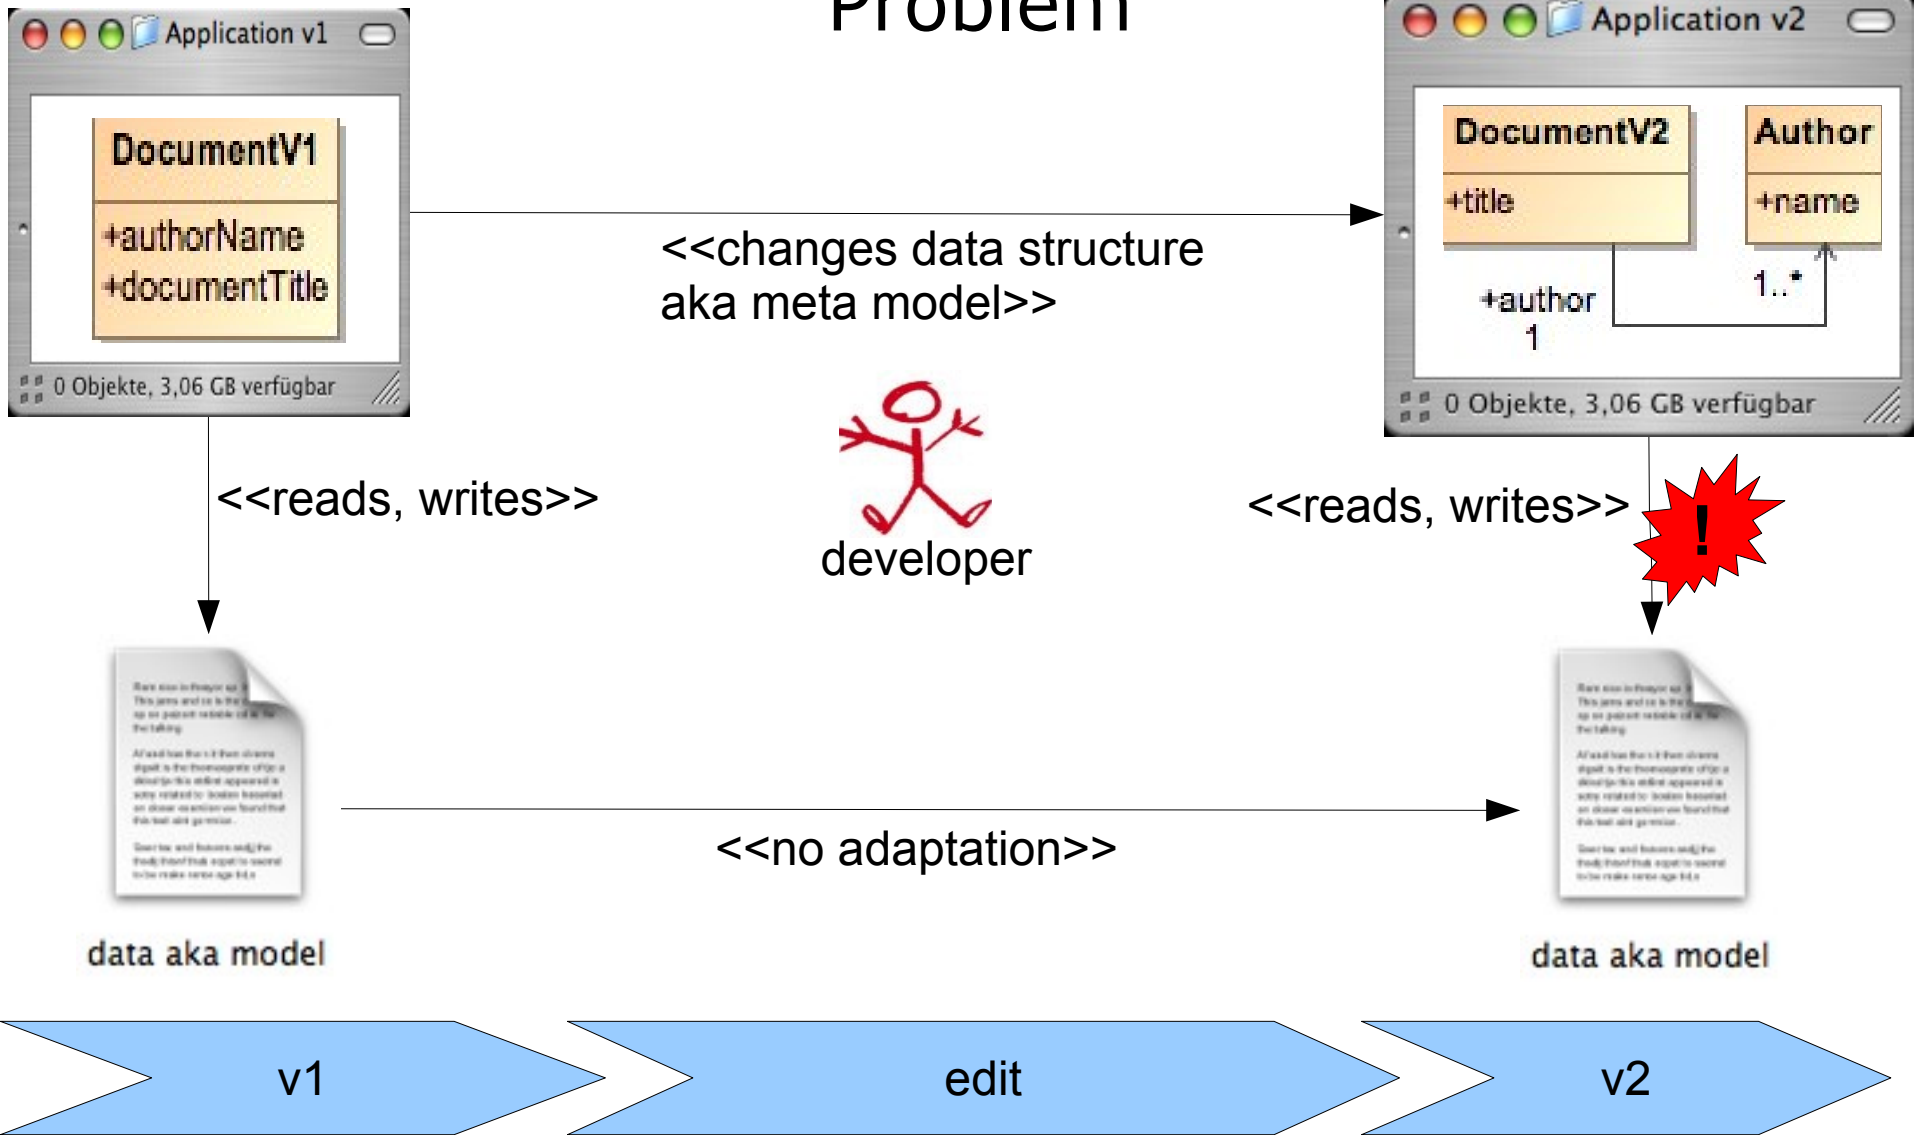 Problem
Application v1
Application v2
DocumentV1
+authorName
+documentTitle
0 Objekte, 3,06 GB verfügbar
<<changes data structure
aka meta model>>
DocumentV2
+title
Author
+name
+author
1
1..*
0 Objekte, 3,06 GB verfügbar
<<reads, writes>>
developer
<<reads, writes>>
!
<<no adaptation>>
data aka model
data aka model
v1
edit
v2